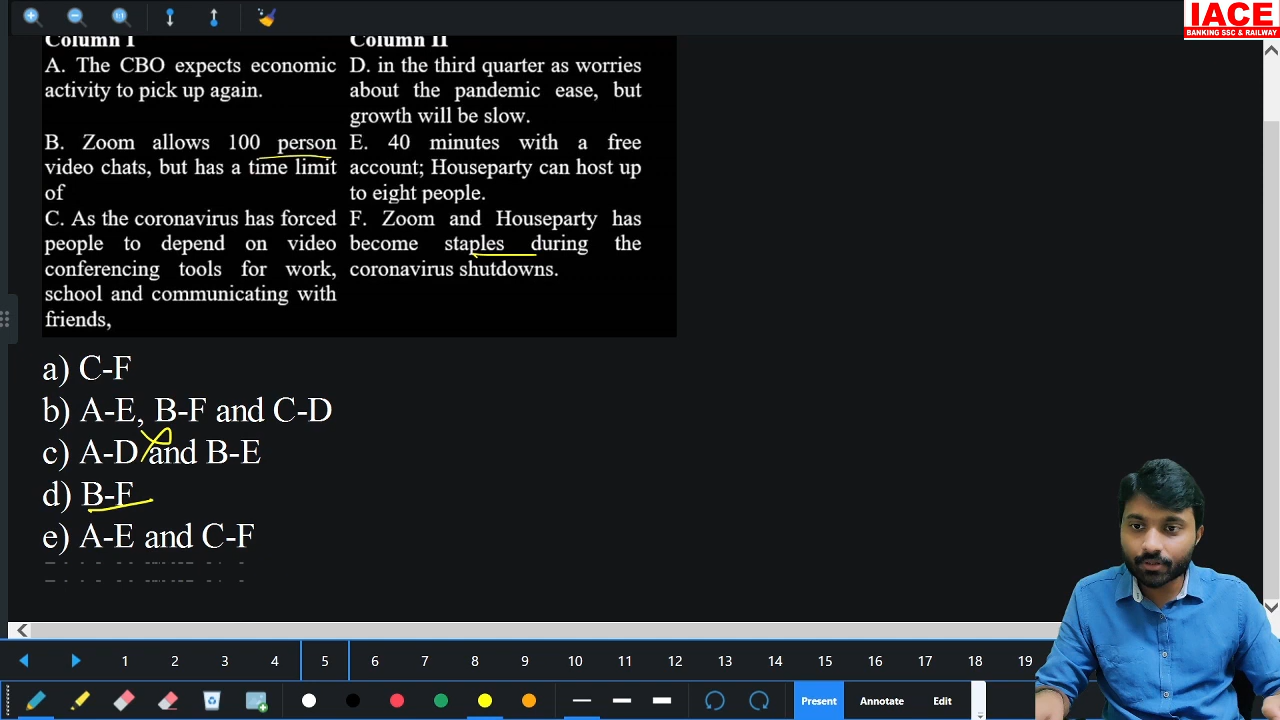 IACE
BANKING SSC & RAILWAY
Column I Column II
A. The CBO expects economic D. in the third quarter as worries
activity to pick up again. about the pandemic ease, but
growth will be slow.
B. Zoom allows 100 person E. 40 minutes with a free
video chats, but has a time limit account; Houseparty can host up
of to eight people.
C. As the coronavirus has forced F. Zoom and Houseparty has
people to depend on video become staples during the
conferencing tools for work, coronavirus shutdowns.
school and communicating with
friends,
a) C-F
b) A-E, B-F and C-D
c) A-D and B-E
d) B-F
e) A-E and C-F
1 2 3 4 5 6 7 8 9 10 11 12 13 14 15 16 17 18 19
Present Annotate Edit